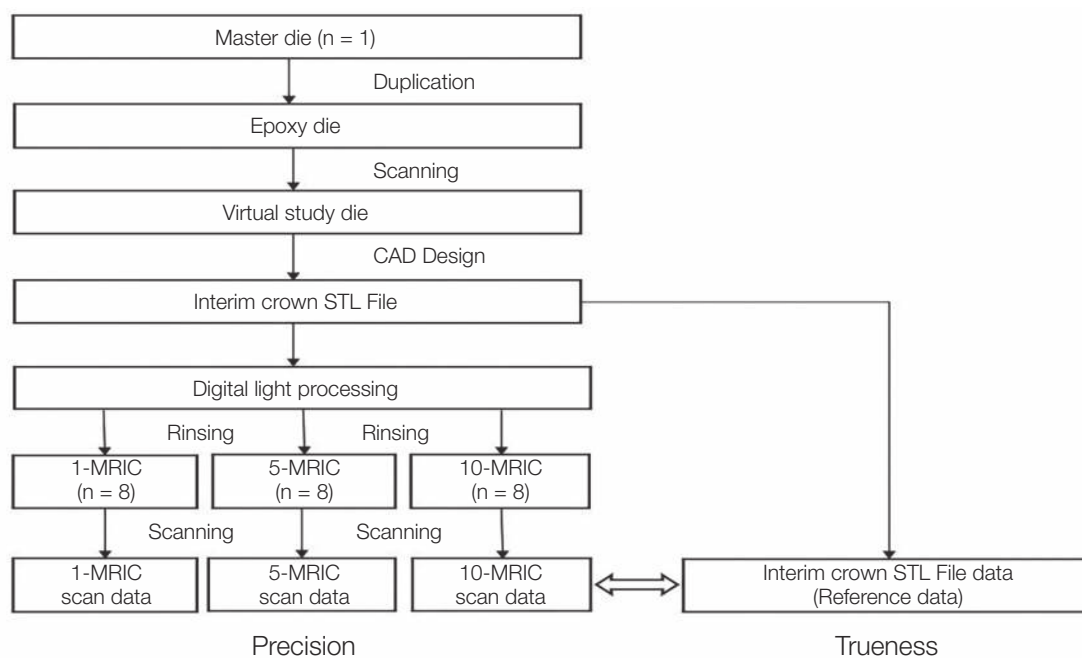 Master die (n = 1)
Duplication
Epoxy die
Scanning
Virtual study die
CAD Design
Interim crown STL File
Digital light processing
Rinsing Rinsing
1-MRIC 5-MRIC 10-MRIC
(n = 8) (n = 8) (n = 8)
Scanning Scanning
1-MRIC 5-MRIC 10-MRIC Interim crown STL File data
scan data scan data scan data (Reference data)
Precision Trueness